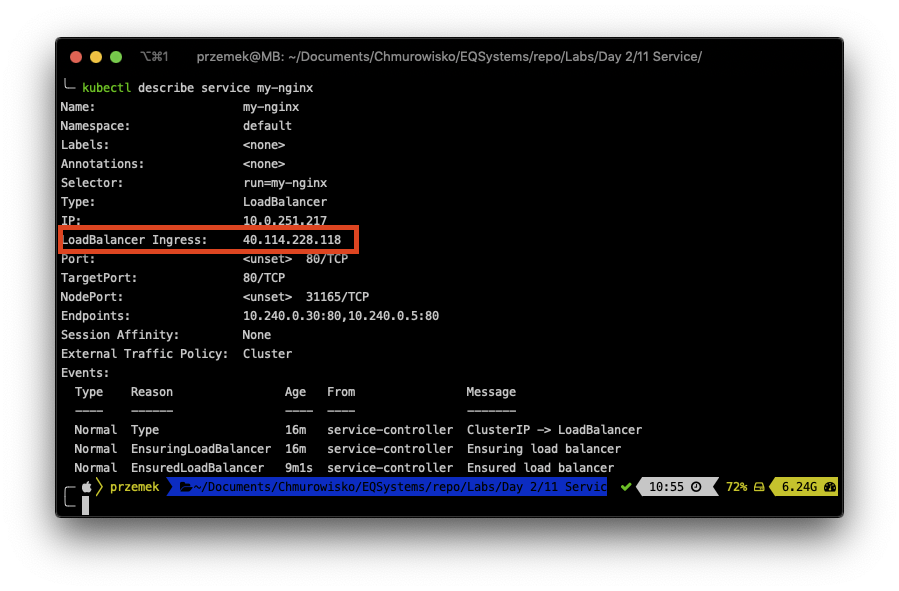 ⌥⌘1 przemek@MB: ~/Documents/Chmurowisko/EQSystems/repo/Labs/Day 2/11 Service/
kubectl describe service my-nginx
Name: my-nginx
Namespace: default
Labels: <none>
Annotations: <none>
Selector: run=my-nginx
Type: LoadBalancer
IP: 10.0.251.217
LoadBalancer Ingress: 40.114.228.118
Port: <unset> 80/TCP
TargetPort: 80/TCP
NodePort: <unset> 31165/TCP
Endpoints: 10.240.0.30:80,10.240.0.5:80
Session Affinity: None
External Traffic Policy: Cluster
Events:
Type Reason Age From Message
---- ------ ---- ---- -------
Normal Type 16m service-controller ClusterIP -> LoadBalancer
Normal EnsuringLoadBalancer 16m service-controller Ensuring load balancer
Normal EnsuredLoadBalancer 9m1s service-controller Ensured load balancer
przemek ~/Documents/Chmurowisko/EQSystems/repo/Labs/Day 2/11 Servic ✔ 10:55 72% 6.24G